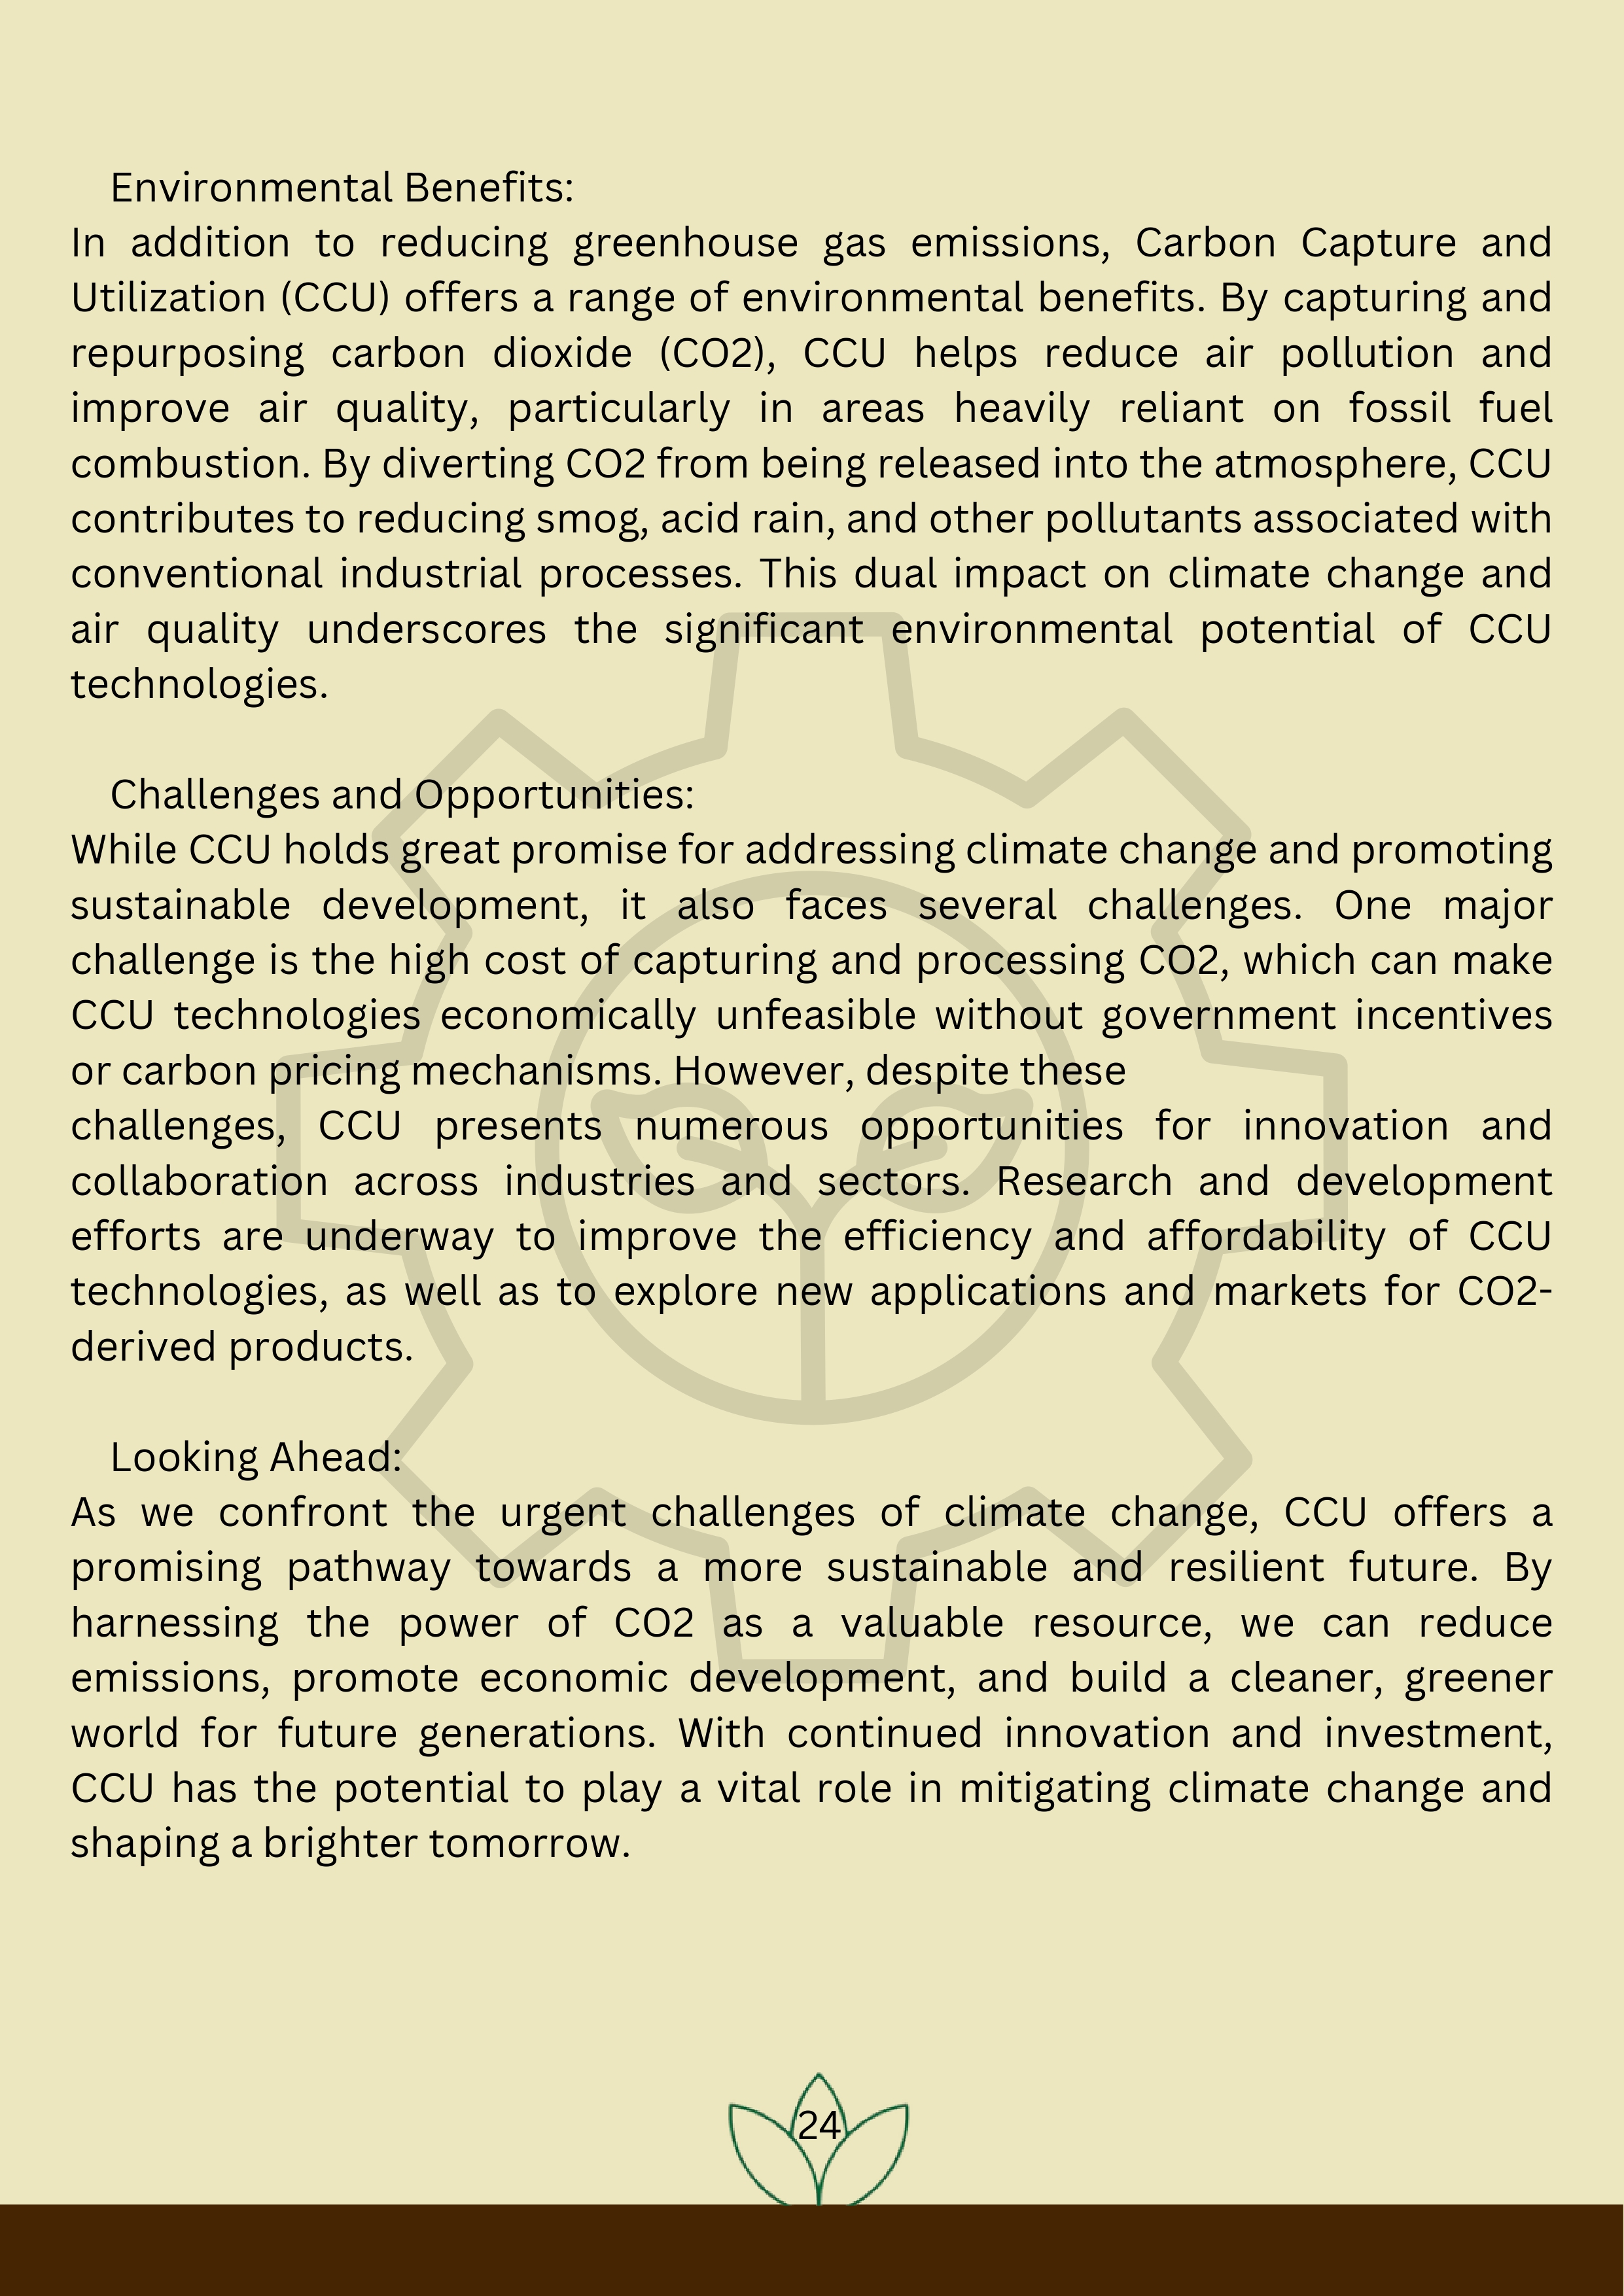 Environmental Benefits:
In addition to reducing greenhouse gas emissions, Carbon Capture and
Utilization (CCU) offers a range of environmental benefits. By capturing and
repurposing carbon dioxide (CO2), CCU helps reduce air pollution and
improve air quality, particularly in areas heavily reliant on fossil fuel
combustion. By diverting CO2 from being released into the atmosphere, CCU
contributes to reducing smog, acid rain, and other pollutants associated with
conventional industrial processes. This dual impact on climate change and
air quality underscores the significant environmental potential of CCU
technologies.
Challenges and Opportunities:
While CCU holds great promise for addressing climate change and promoting
sustainable development, it also faces several challenges. One major
challenge is the high cost of capturing and processing CO2, which can make
CCU technologies economically unfeasible without government incentives
or carbon pricing mechanisms. However, despite these
challenges, CCU presents numerous opportunities for innovation and
collaboration across industries and sectors. Research and development
efforts are underway to improve the efficiency and affordability of CCU
technologies, as well as to explore new applications and markets for CO2-
derived products.
Looking Ahead:
As we confront the urgent challenges of climate change, CCU offers a
promising pathway towards a more sustainable and resilient future. By
harnessing the power of CO2 as a valuable resource, we can reduce
emissions, promote economic development, and build a cleaner, greener
world for future generations. With continued innovation and investment,
CCU has the potential to play a vital role in mitigating climate change and
shaping a brighter tomorrow.
24